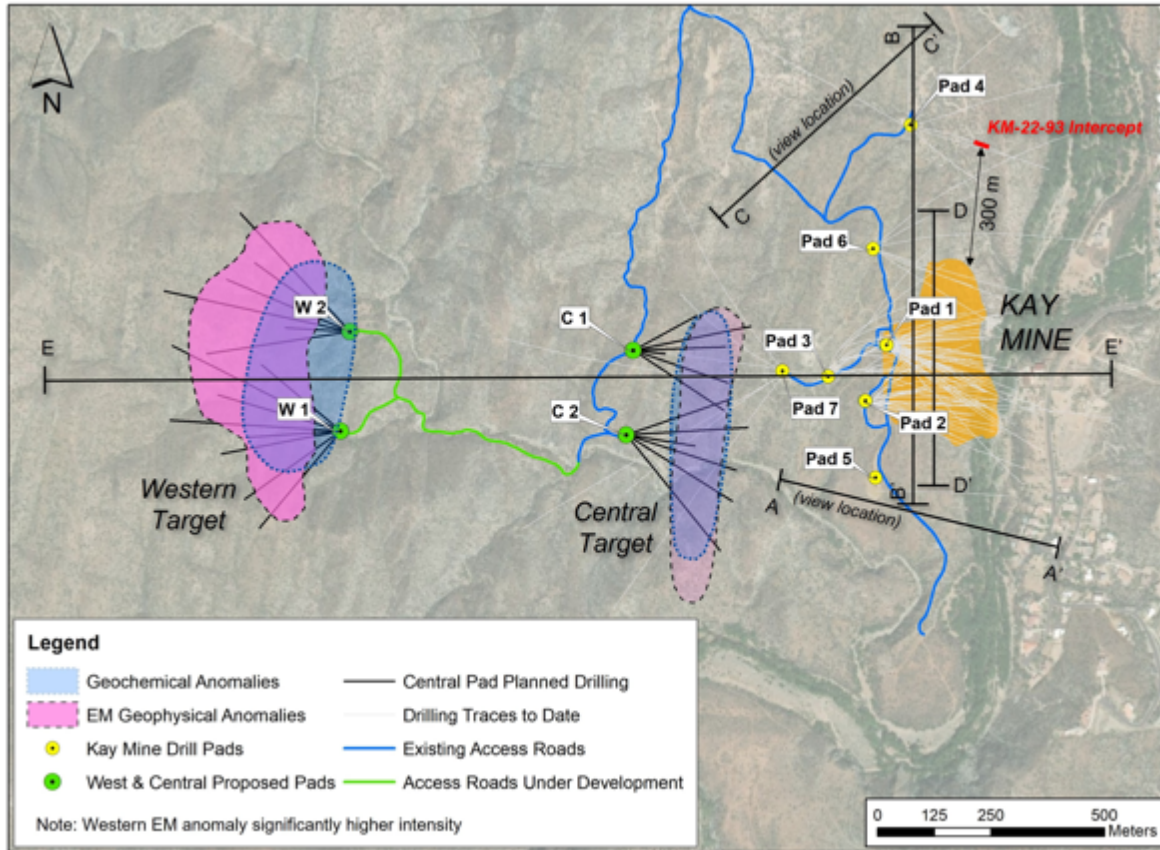 N
B
C'
Pad 4
KM-22-93 Intercept
(view location)
300 m
C
D
Pad 6
KAY
MINE
Pad 1
W 2
C 1
Pad 3
E
E'
Pad 7
Pad 2
W 1
C 2
Pad 5
D'
B'
A
(view location)
A'
Western
Target
Central
Target
Legend
Geochemical Anomalies
Central Pad Planned Drilling
EM Geophysical Anomalies
Drilling Traces to Date
Kay Mine Drill Pads
Existing Access Roads
West & Central Proposed Pads
Access Roads Under Development
Note: Western EM anomaly significantly higher intensity
0 125 250 500
Meters